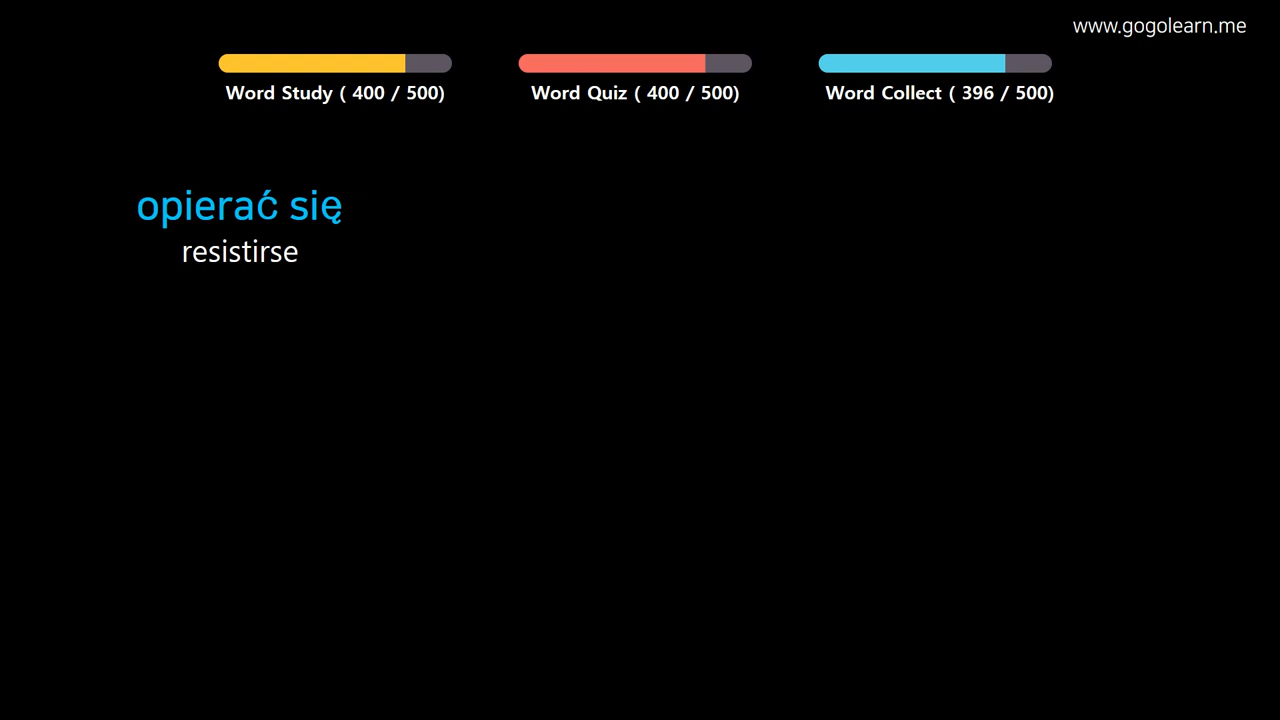 www.gogolearn.me
Word Study ( 400 / 500)
Word Quiz ( 400 / 500)
Word Collect ( 396 / 500)
opierać się
resistirse